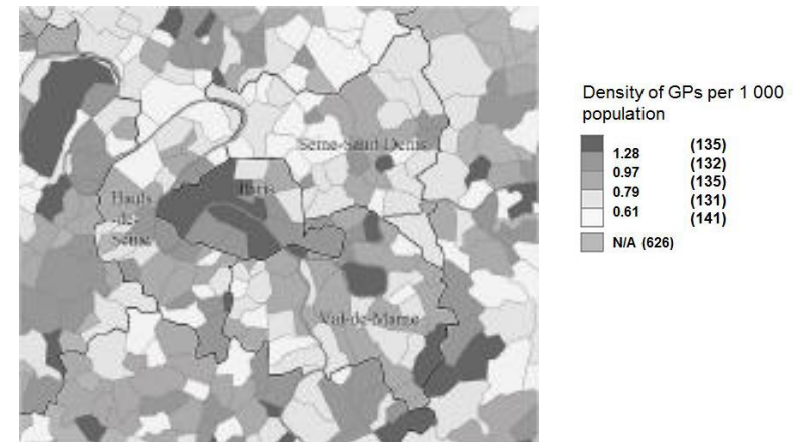 Density of GPs per 1 000
population
1.28
0.97
0.79
0.61
(135)
(132)
(135)
(131)
(141)
N/A (626)
Seine-Saint Denis
Paris
Hauts
-de-
Seine
Val-de-Marne